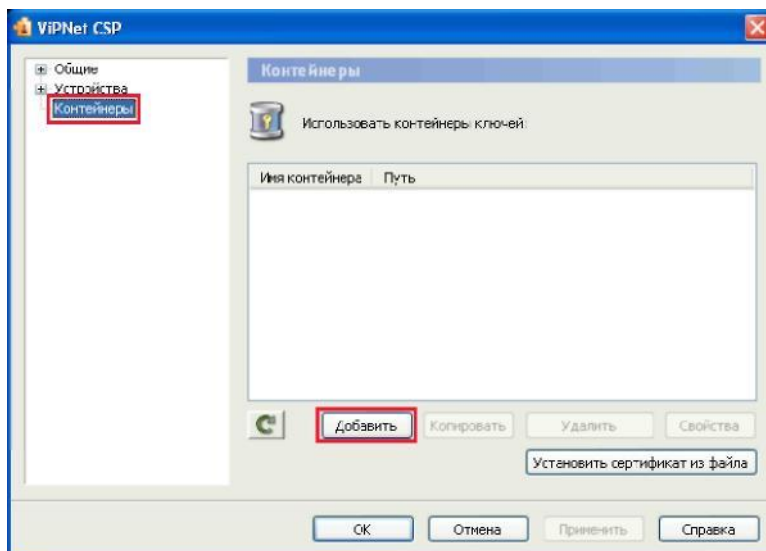 ViPNet CSP
Общие
Устройства
Контейнеры
Контейнеры
Использовать контейнеры ключей:
Имя контейнера Путь
Добавить Копировать Удалить Свойства
Установить сертификат из файла
ОК Отмена Применить Справка